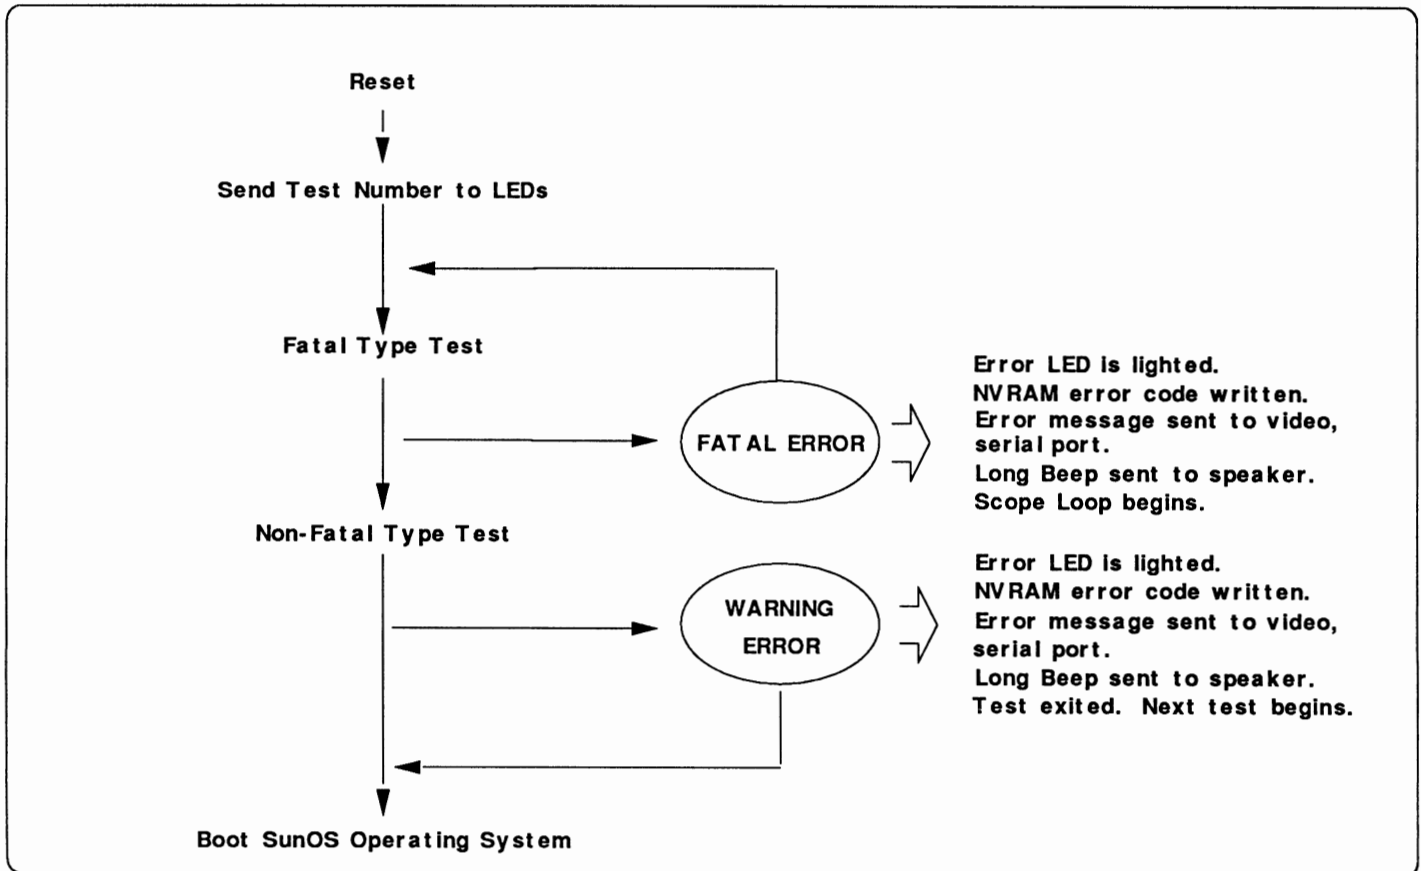 Reset
Send Test Number to LEDs
Fatal Type Test
FATAL ERROR
Error LED is lighted.
NVRAM error code written.
Error message sent to video,
serial port.
Long Beep sent to speaker.
Scope Loop begins.
Non-Fatal Type Test
WARNING
ERROR
Error LED is lighted.
NVRAM error code written.
Error message sent to video,
serial port.
Long Beep sent to speaker.
Test exited. Next test begins.
Boot SunOS Operating System